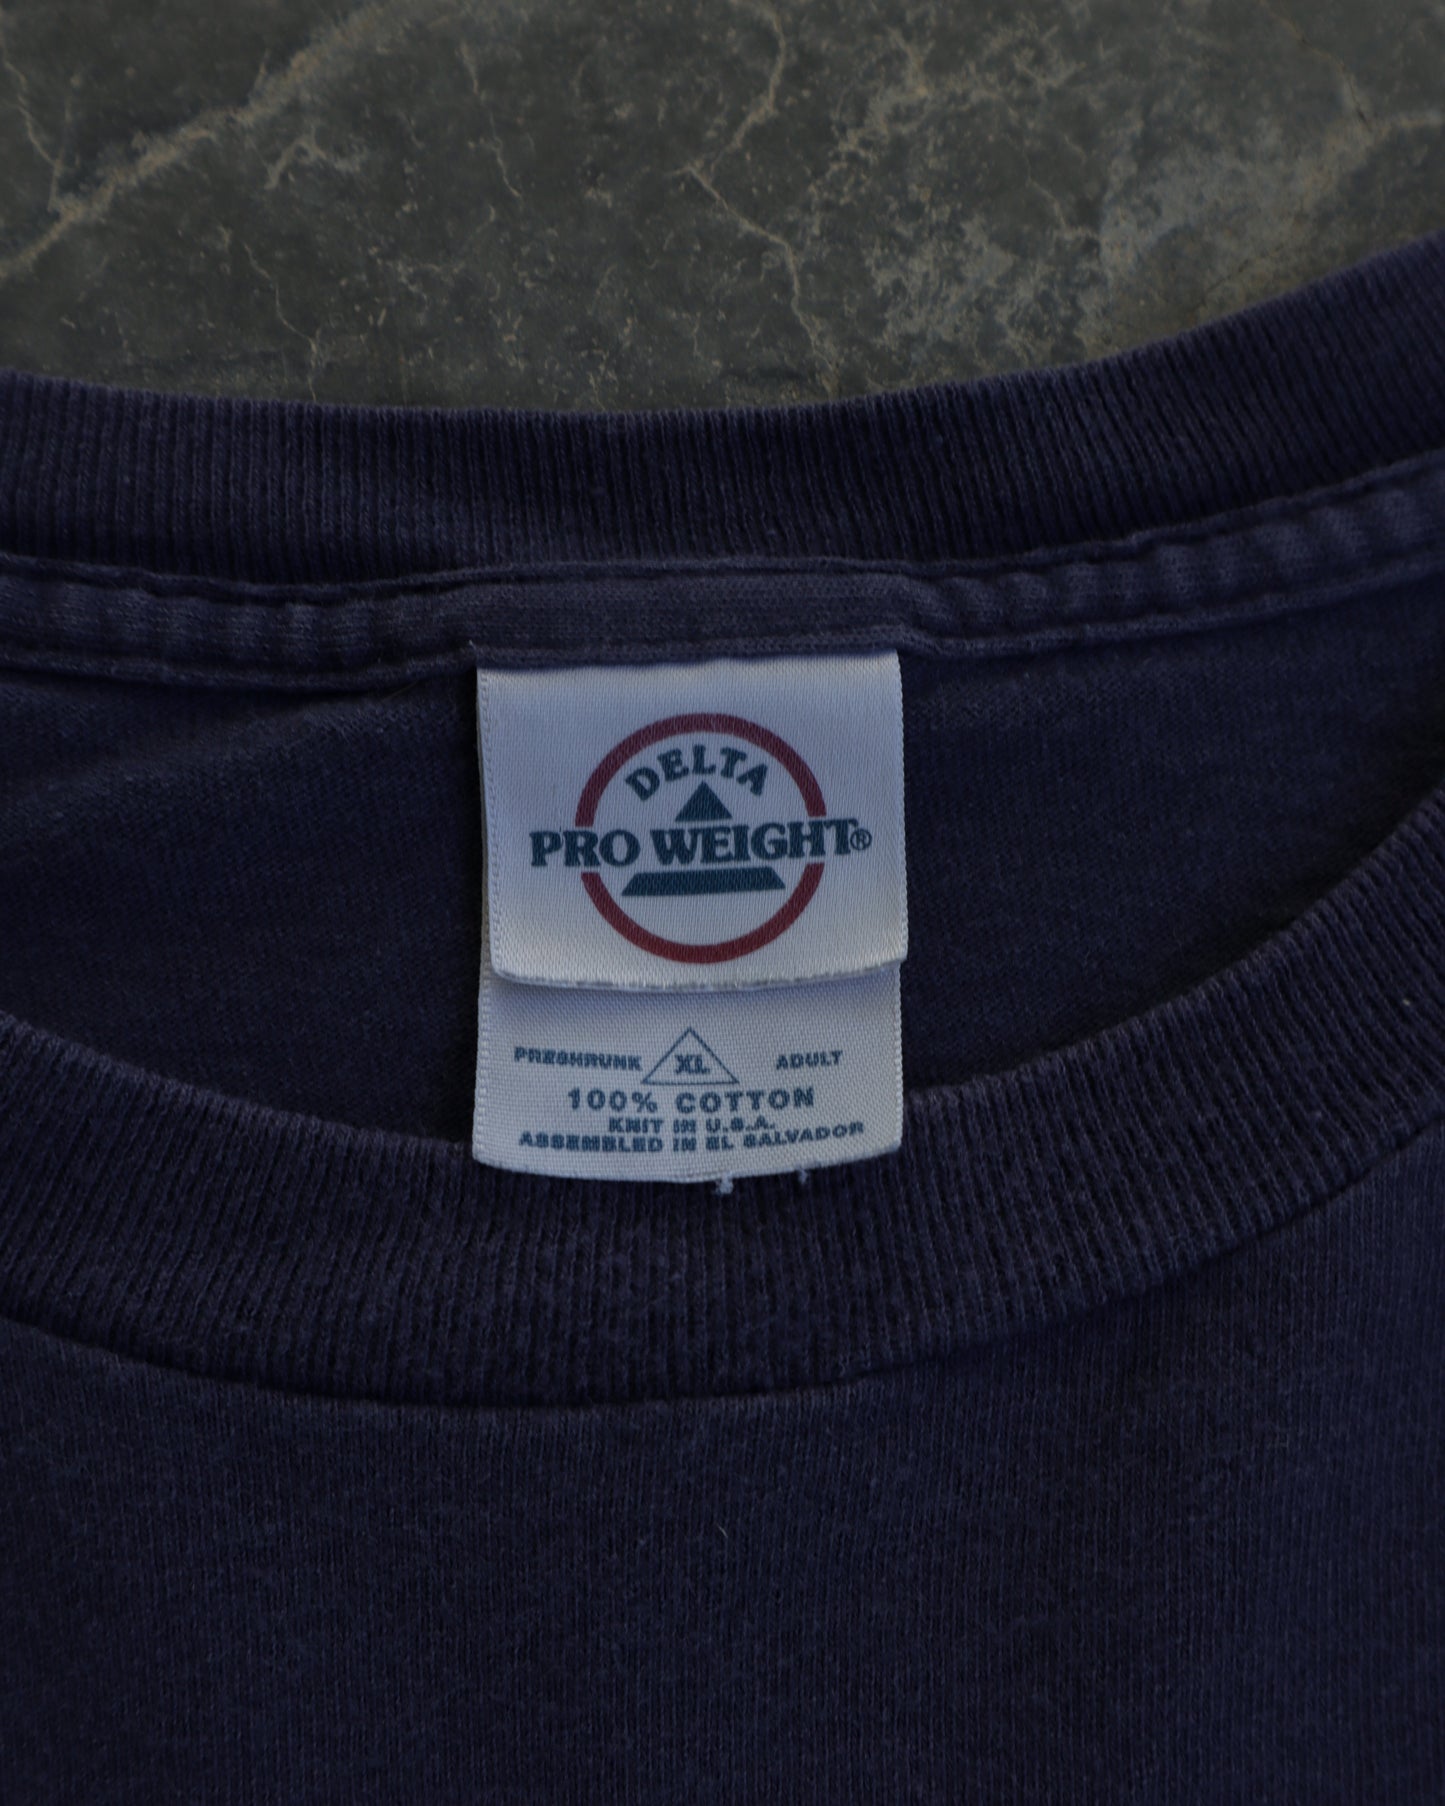 DELTA
PRO WEIGHT®
PRESHRUNK XL ADULT
100% COTTON
KNIT IN U.S.A.
ASSEMBLED IN EL SALVADOR